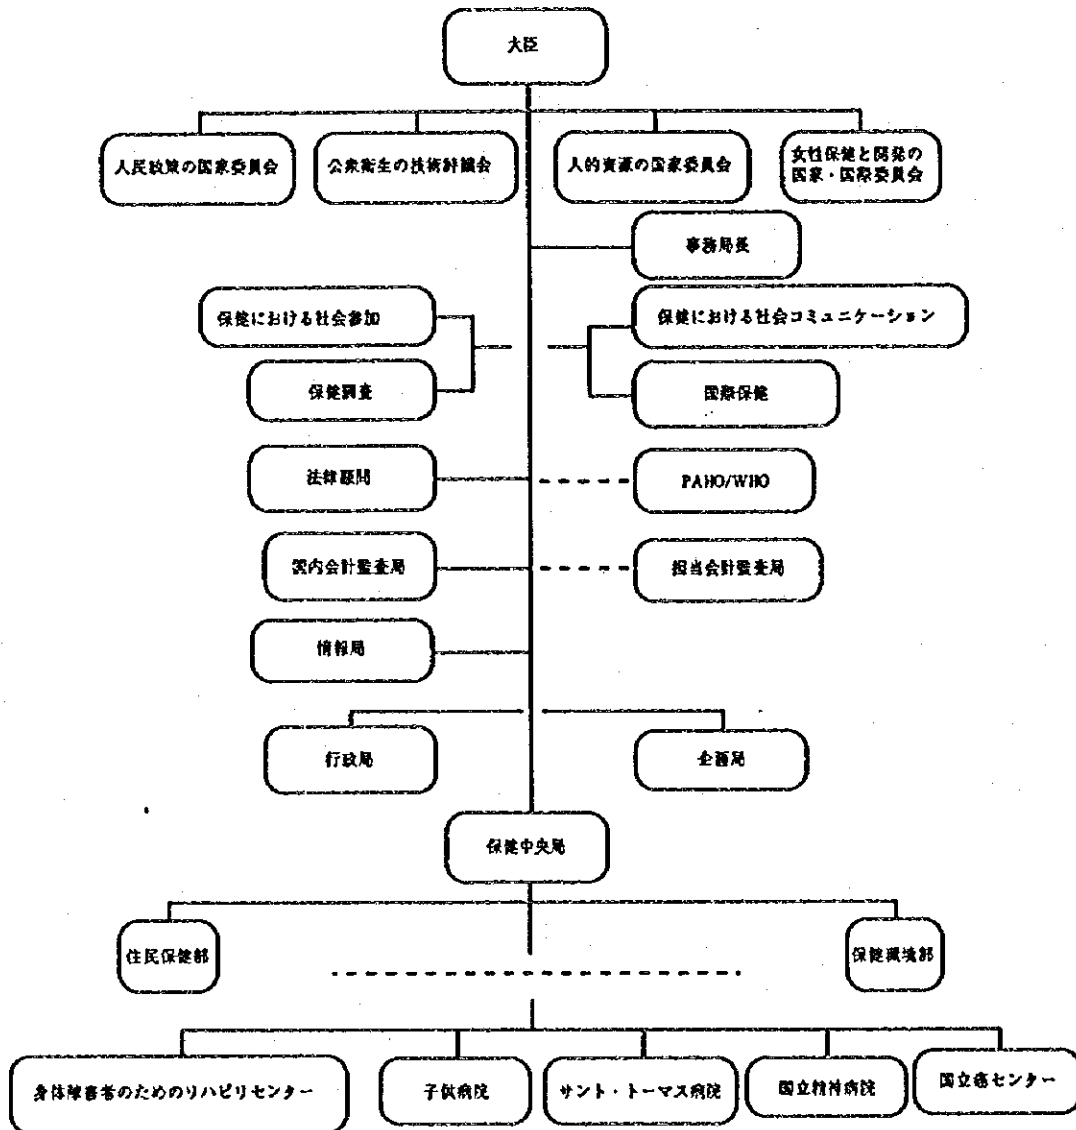 大臣
人民政策の国家委員会
公衆衛生の技術評議会
人的資源の国家委員会
女性保健と開発の
国家・国際委員会
事務局長
保健における社会参加
保健における社会コミュニケーション
保健調査
国際保健
法律顧問
PAHO/WHO
国内会計監査局
担当会計監査局
情報局
行政局
企画局
保健中央局
住民保健部
保健環境部
身体障害者のためのリハビリセンター
子供病院
サント・トーマス病院
国立精神病院
国立癌センター